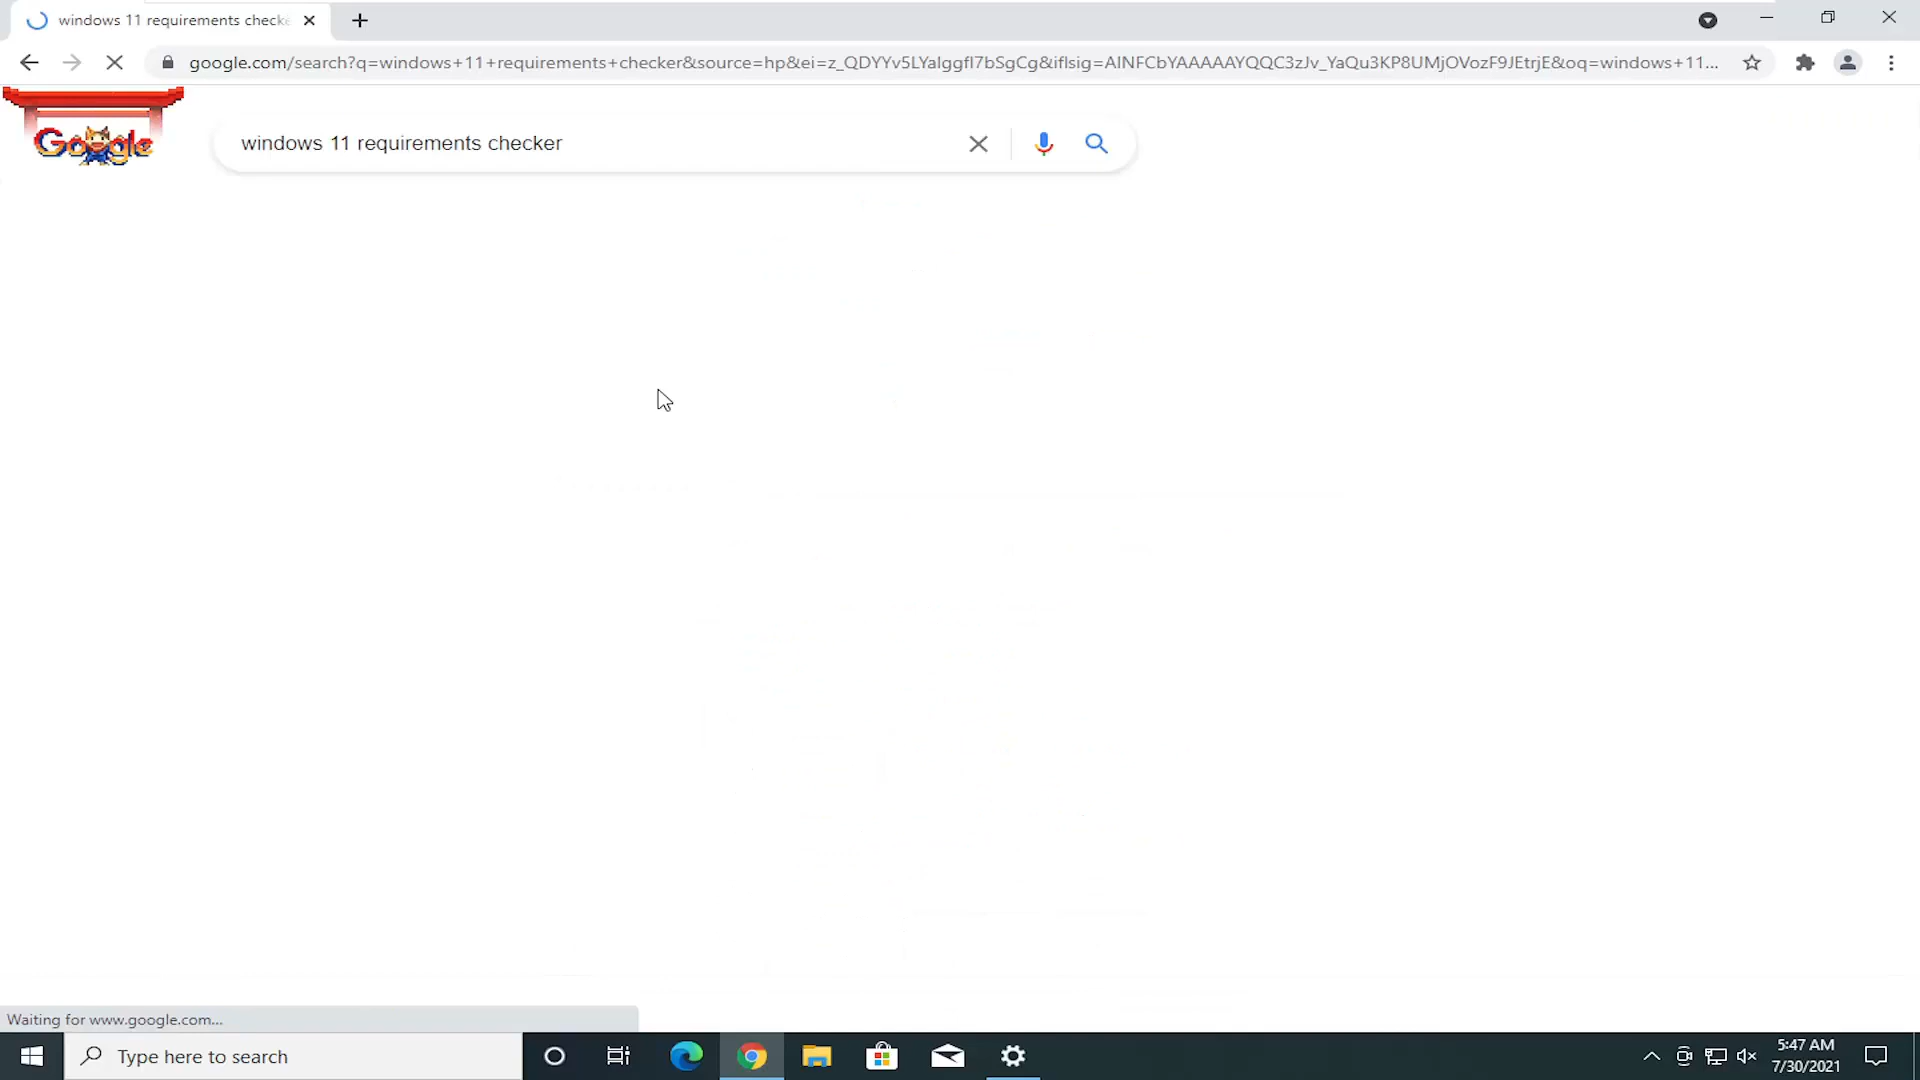 windows 11 requirements checke
google.com/search?q=windows+11+requirements+checker&source=hp&ei=z_QDYYv5LYalggfI7bSgCg&iflsig=AINFCbYAAAAAYQQC3zJv_YaQu3KP8UMjOVozF9JEtrjE&oq=windows+11...
Google
windows 11 requirements checker
Waiting for www.google.com...
Type here to search
5:47 AM
7/30/2021